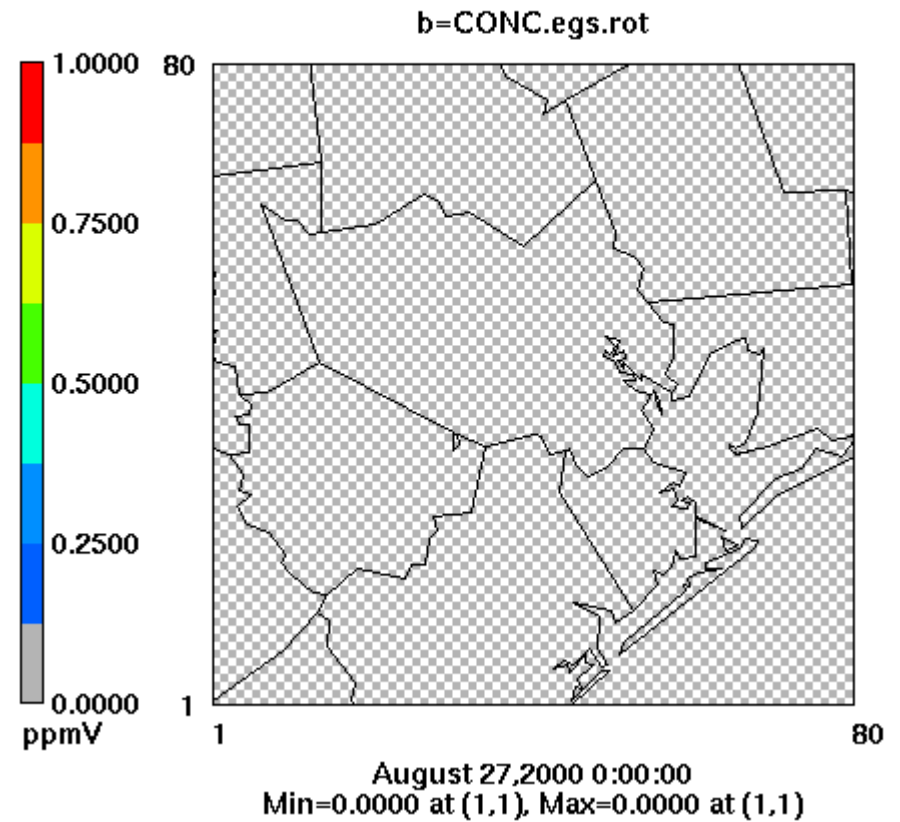 b=CONC.egs.rot
1.0000
0.7500
0.5000
0.2500
0.0000
ppmV
80
1
1
80
August 27,2000 0:00:00
Min=0.0000 at (1,1), Max=0.0000 at (1,1)